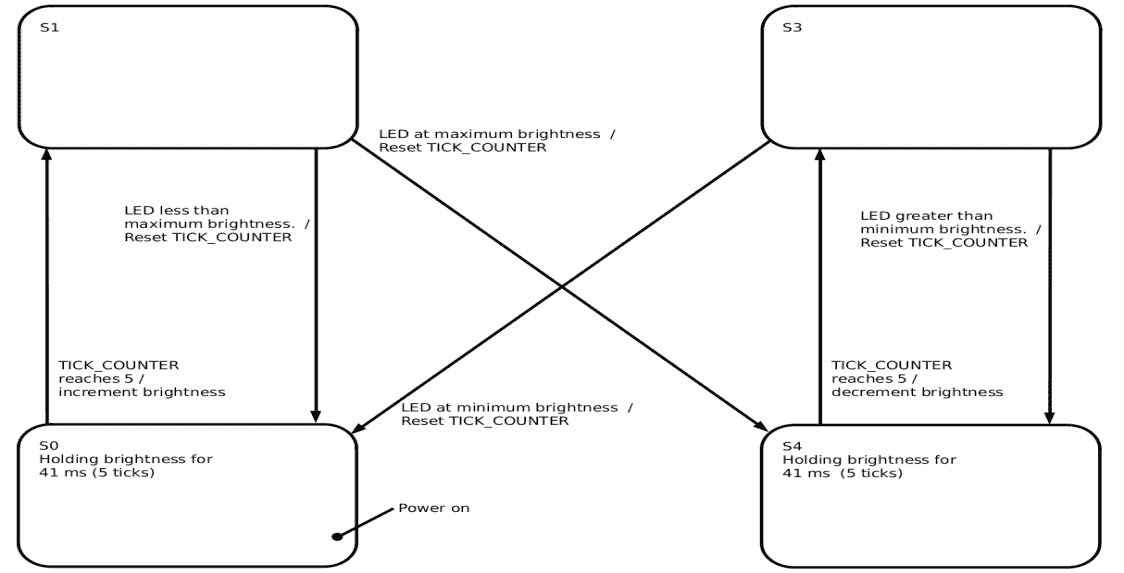 S1
S3
LED at maximum brightness /
Reset TICK_COUNTER
LED less than
maximum brightness. /
Reset TICK_COUNTER
LED greater than
minimum brightness. /
Reset TICK_COUNTER
TICK_COUNTER
reaches 5 /
increment brightness
TICK_COUNTER
reaches 5 /
decrement brightness
LED at minimum brightness /
Reset TICK_COUNTER
S0
Holding brightness for
41 ms (5 ticks)
S4
Holding brightness for
41 ms (5 ticks)
Power on